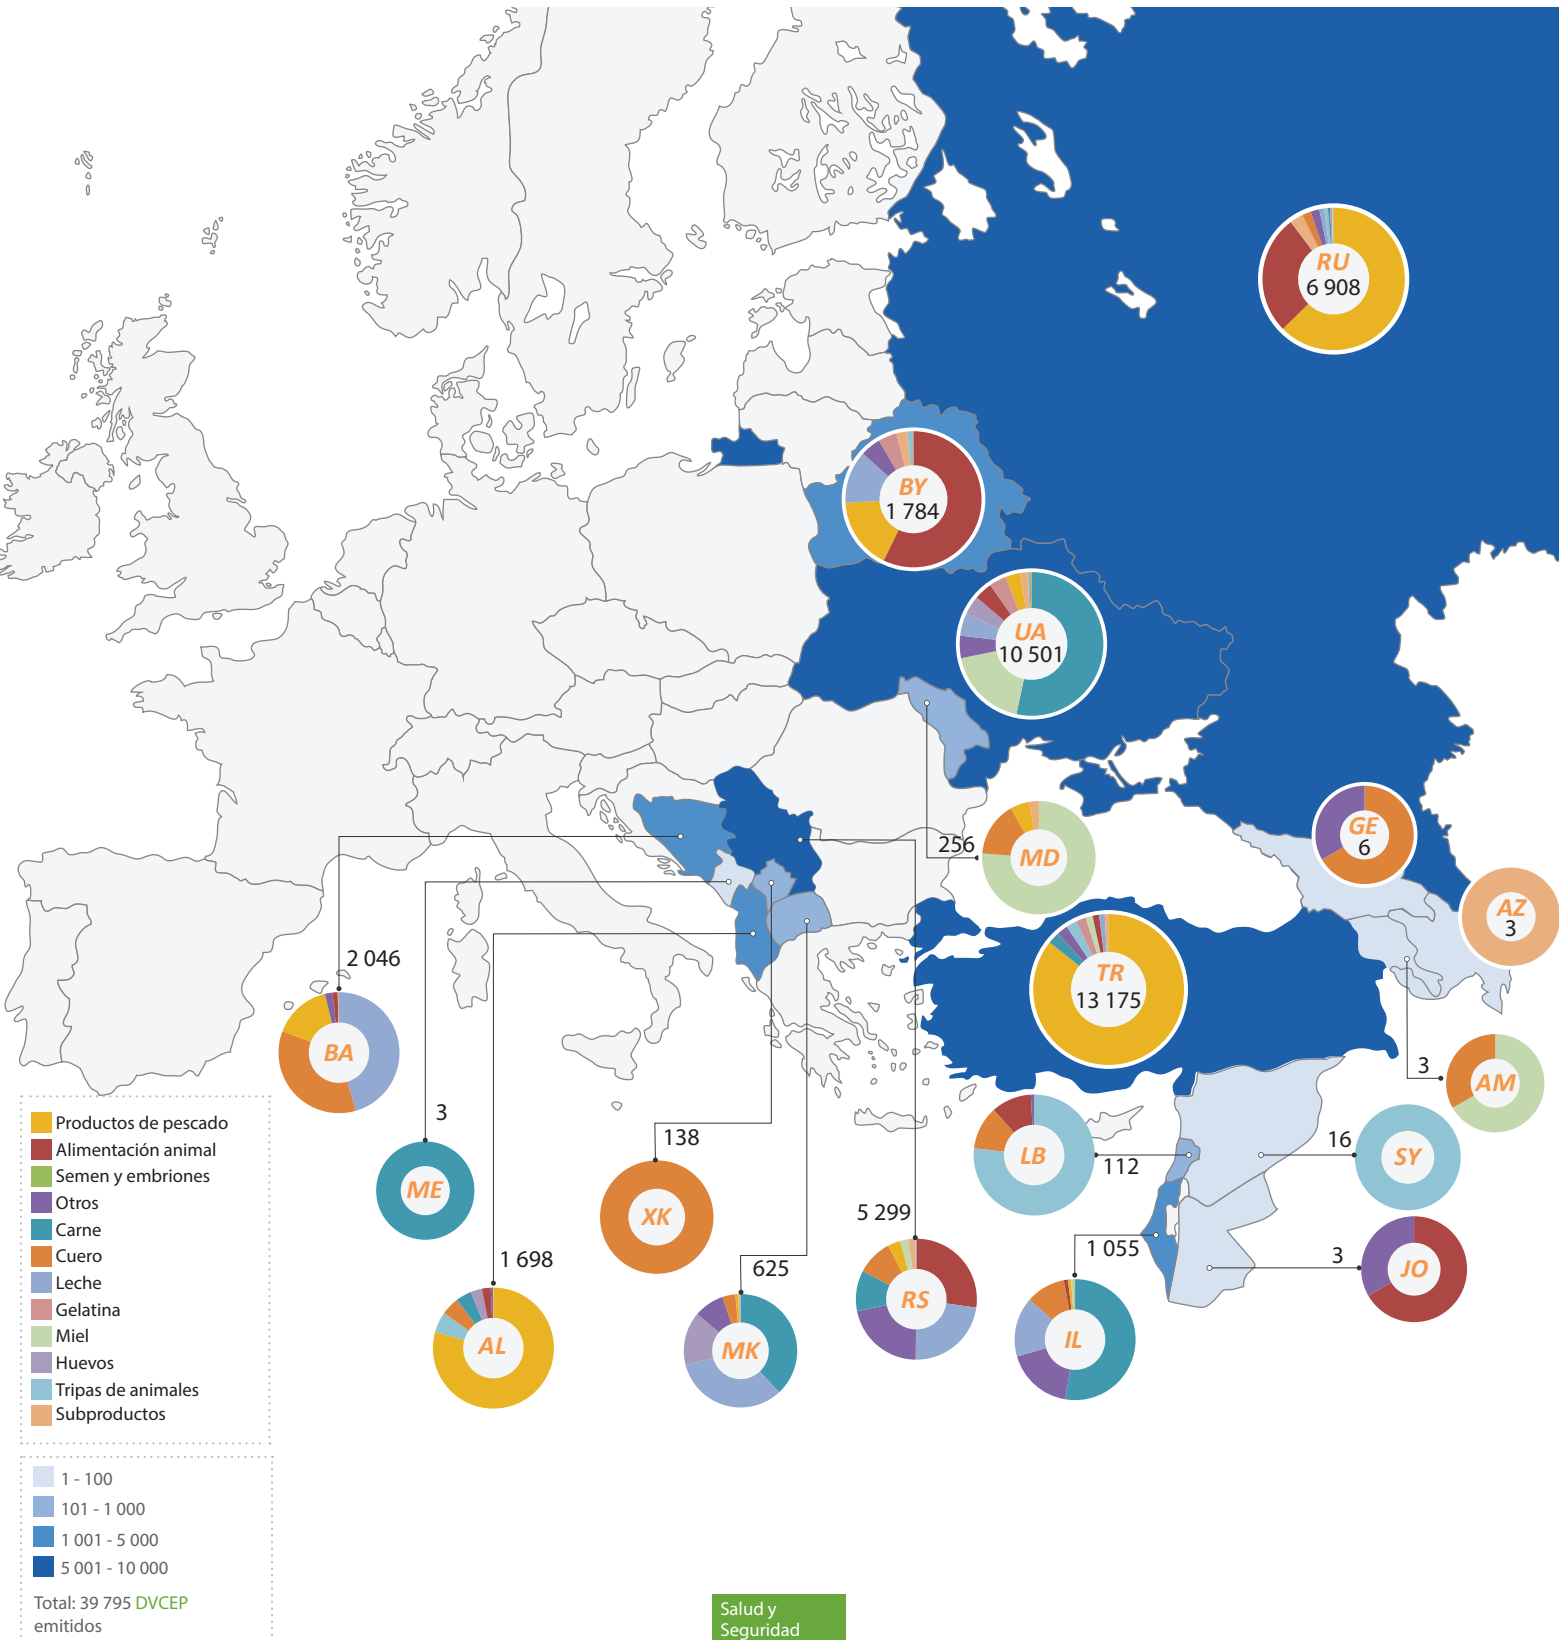 RU
6 908
BY
1 784
UA
10 501
256
MD
GE
6
AZ
3
TR
13 175
2 046
BA
3
AM
3
ME
138
XK
LB
112
16
SY
5 299
RS
1 055
IL
3
JO
1 698
AL
625
MK
Productos de pescado
Alimentación animal
Semen y embriones
Otros
Carne
Cuero
Leche
Gelatina
Miel
Huevos
Tripas de animales
Subproductos
1 - 100
101 - 1 000
1 001 - 5 000
5 001 - 10 000
Total: 39 795 DVCEP
emitidos
Salud y
Seguridad